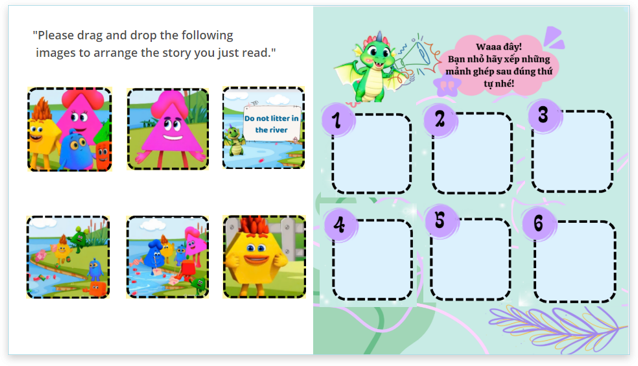 "Please drag and drop the following
images to arrange the story you just read."
Do not litter in
the river
Waaa đây!
Bạn nhỏ hãy xếp những
mảnh ghép sau đúng thứ
tự nhé!
1
2
3
4
5
6